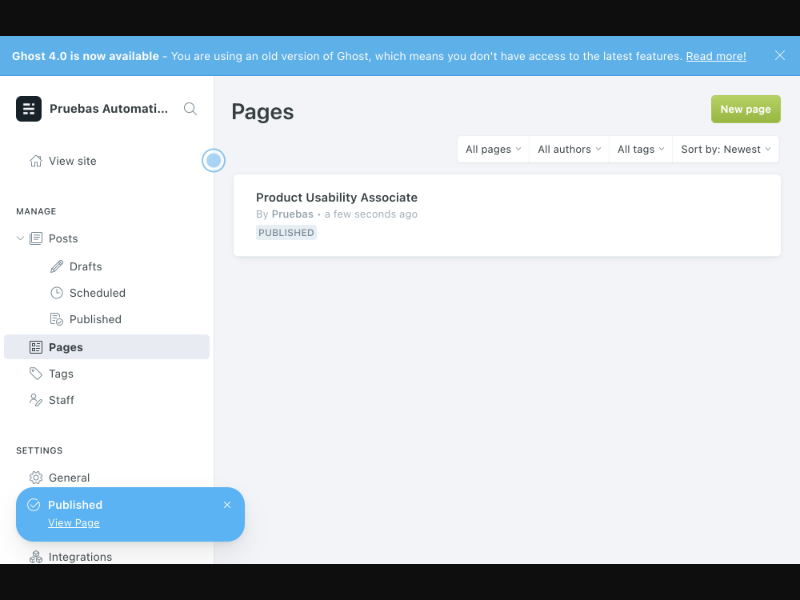 Ghost 4.0 is now available - You are using an old version of Ghost, which means you don't have access to the latest features. Read more!
Pruebas Automati...
View site
MANAGE
Posts
Drafts
Scheduled
Published
Pages
Tags
Staff
SETTINGS
General
Integrations
Published
View Page
Pages
New page
All pages
All authors
All tags
Sort by: Newest
Product Usability Associate
By Pruebas • a few seconds ago
PUBLISHED